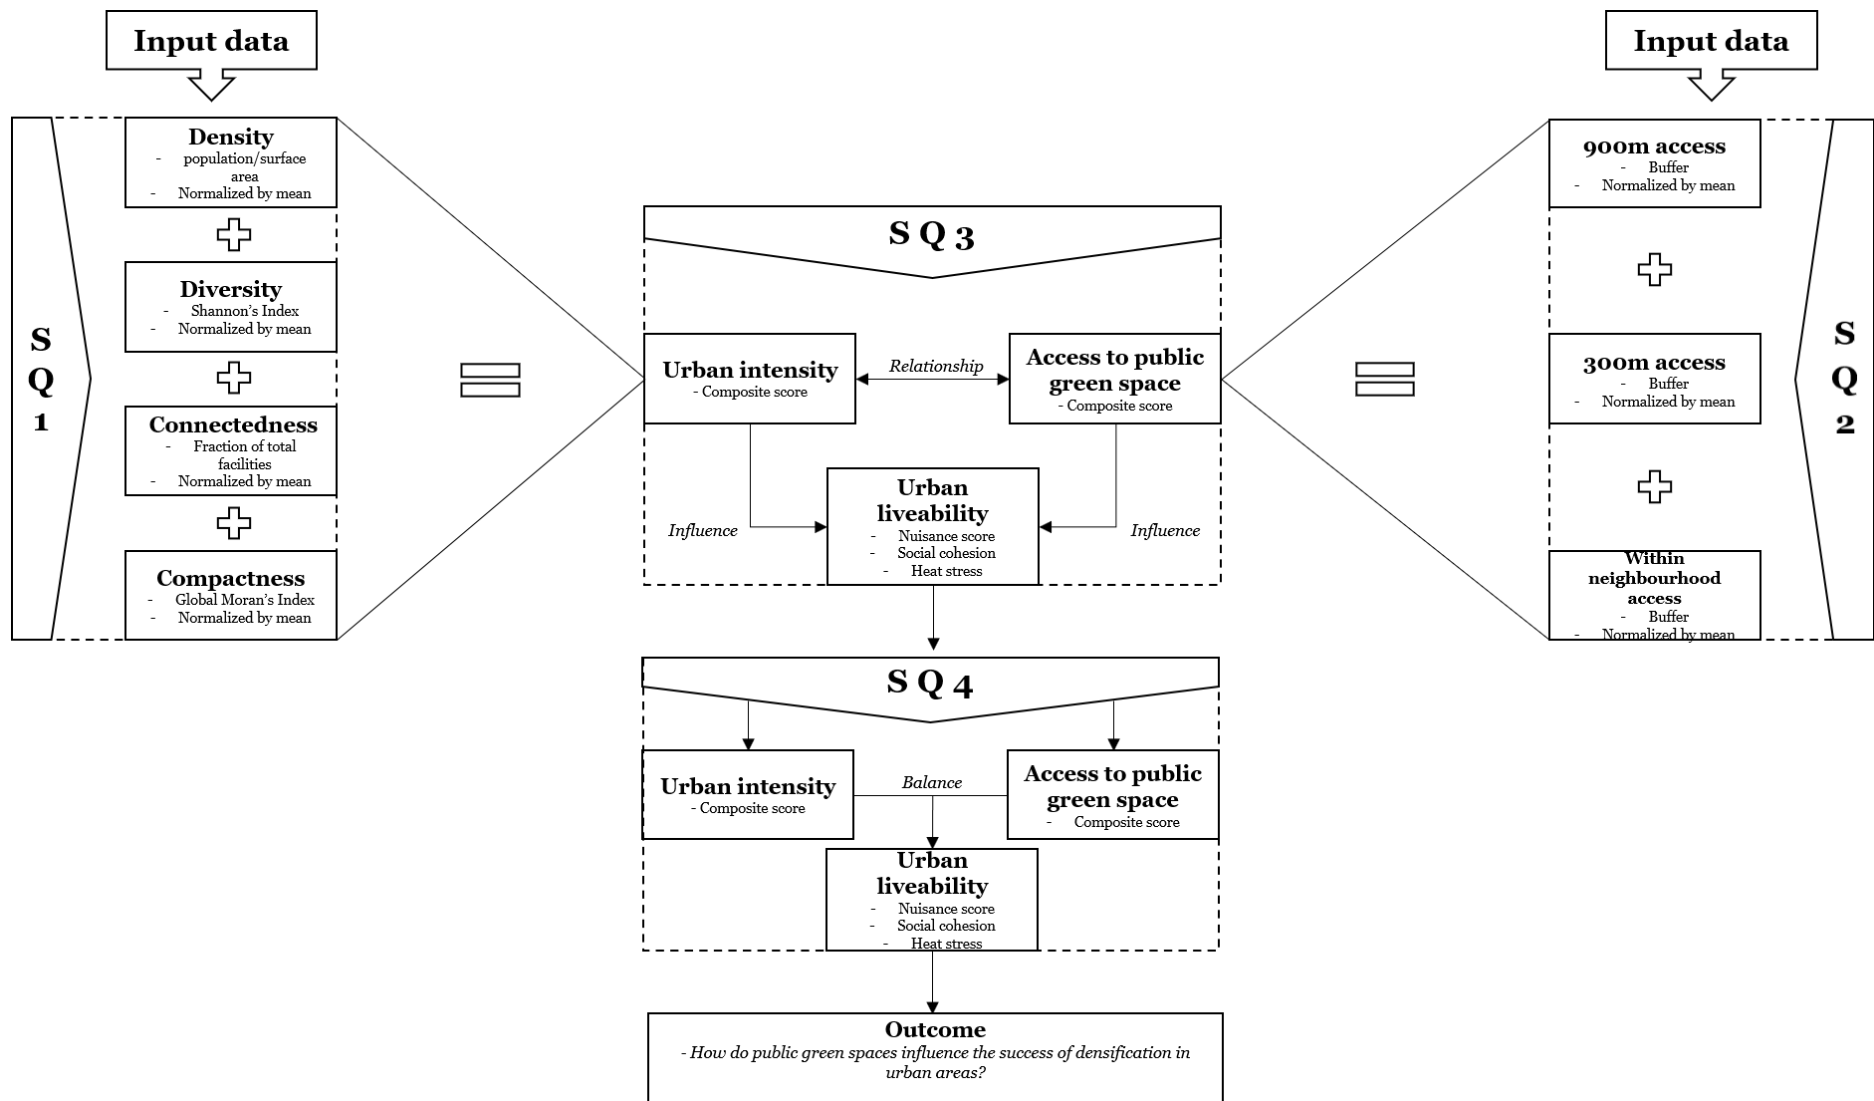 Input data
S
Q
1
Density
- population/surface
area
- Normalized by mean
Diversity
- Shannon's Index
- Normalized by mean
Connectedness
- Fraction of total
facilities
- Normalized by mean
Compactness
- Global Moran's Index
- Normalized by mean
S Q 3
Urban intensity
- Composite score
Relationship
Access to public
green space
- Composite score
Influence
Urban
liveability
- Nuisance score
- Social cohesion
- Heat stress
Influence
Input data
900m access
- Buffer
- Normalized by mean
300m access
- Buffer
- Normalized by mean
Within
neighbourhood
access
- Buffer
- Normalized by mean
S
Q
2
S Q 4
Urban intensity
- Composite score
Balance
Access to public
green space
- Composite score
Urban
liveability
- Nuisance score
- Social cohesion
- Heat stress
Outcome
- How do public green spaces influence the success of densification in
urban areas?